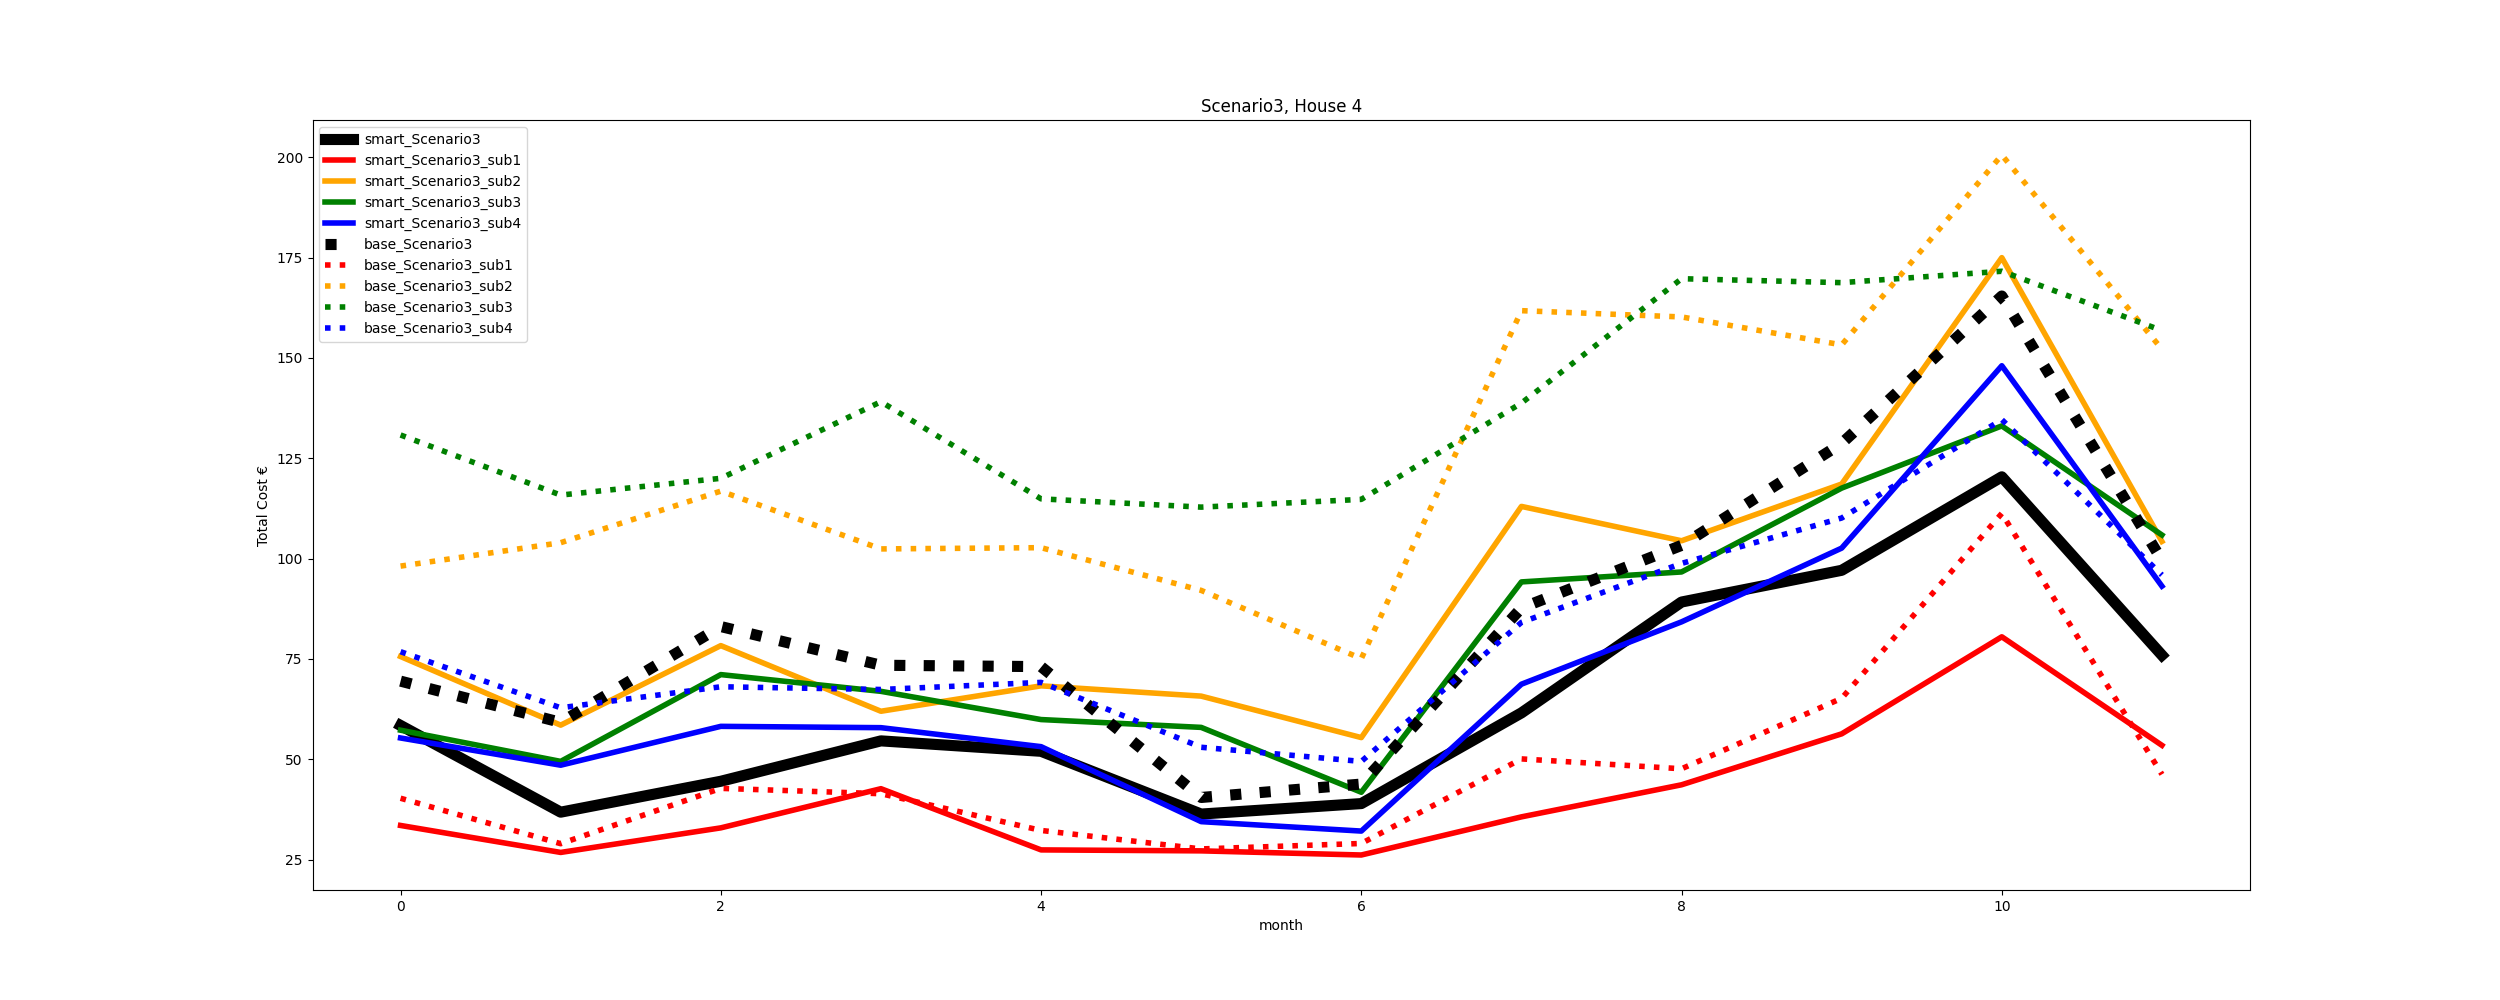 Scenario3, House 4
smart_Scenario3
smart_Scenario3_sub1
smart_Scenario3_sub2
smart_Scenario3_sub3
smart_Scenario3_sub4
base_Scenario3
base_Scenario3_sub1
base_Scenario3_sub2
base_Scenario3_sub3
base_Scenario3_sub4
200
175
150
125
100
75
50
25
Total Cost €
0 2 4 6 8 10
month